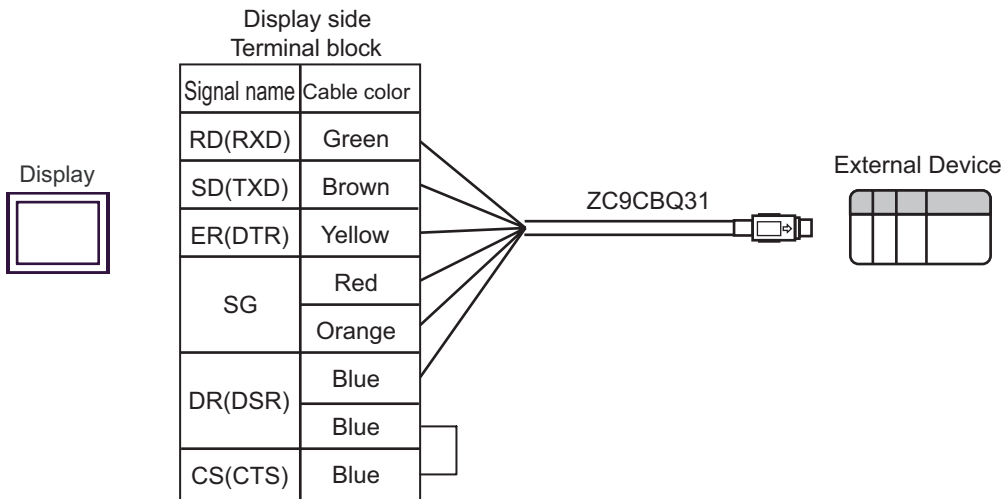 Display side
Terminal block
Signal name Cable color
RD(RXD) Green
SD(TXD) Brown
ER(DTR) Yellow
SG Red
Orange
DR(DSR) Blue
Blue
CS(CTS) Blue
Display
ZC9CBQ31
External Device